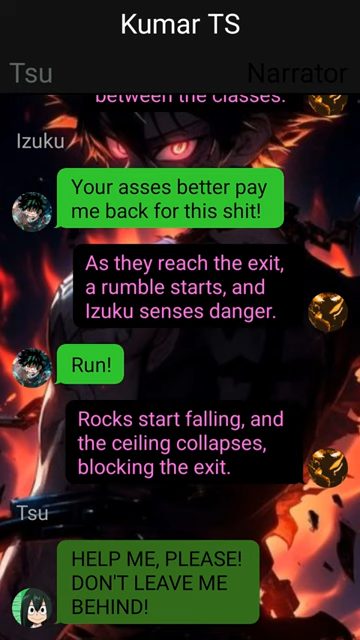 Kumar TS
Tsu
Narrator
between the classes.
Izuku
Your asses better pay
me back for this shit!
As they reach the exit,
a rumble starts, and
Izuku senses danger.
Run!
Rocks start falling, and
the ceiling collapses,
blocking the exit.
Tsu
HELP ME, PLEASE!
DON'T LEAVE ME
BEHIND!